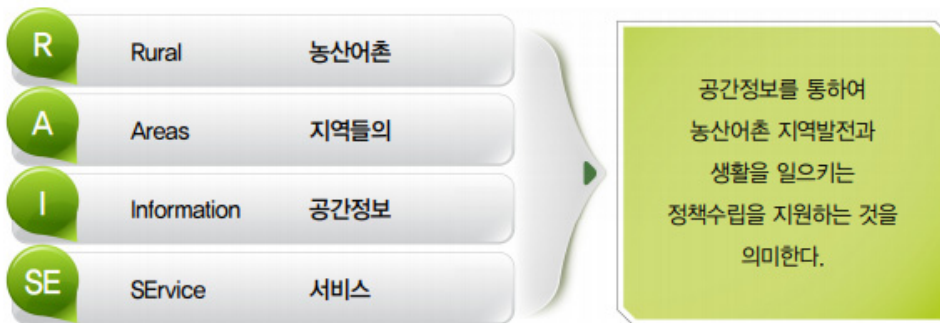 R Rural 농산어촌
A Areas 지역들의
I Information 공간정보
SE SErvice 서비스
공간정보를 통하여
농산어촌 지역발전과
생활을 일으키는
정책수립을 지원하는 것을
의미한다.